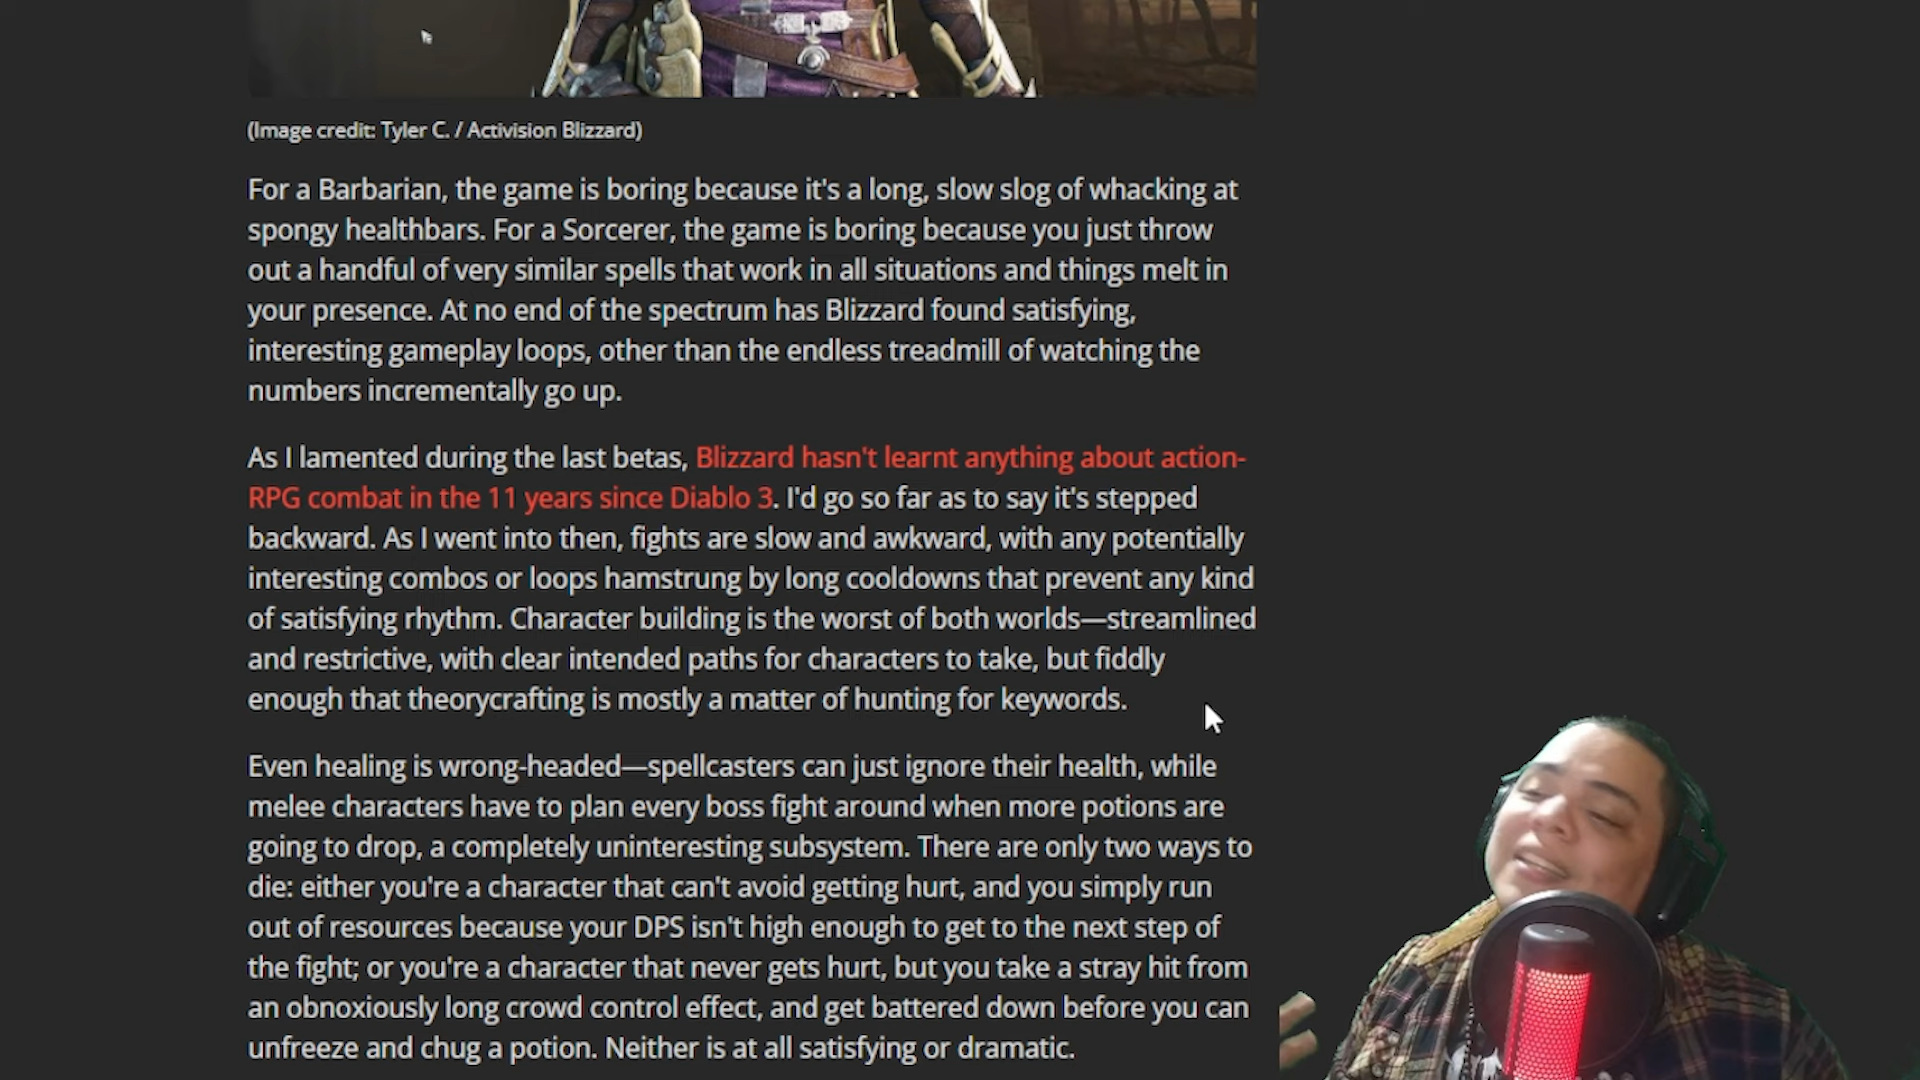 (Image credit: Tyler C. / Activision Blizzard)
For a Barbarian, the game is boring because it's a long, slow slog of whacking at
spongy healthbars. For a Sorcerer, the game is boring because you just throw
out a handful of very similar spells that work in all situations and things melt in
your presence. At no end of the spectrum has Blizzard found satisfying,
interesting gameplay loops, other than the endless treadmill of watching the
numbers incrementally go up.
As I lamented during the last betas, Blizzard hasn't learnt anything about action-
RPG combat in the 11 years since Diablo 3. I'd go so far as to say it's stepped
backward. As I went into then, fights are slow and awkward, with any potentially
interesting combos or loops hamstrung by long cooldowns that prevent any kind
of satisfying rhythm. Character building is the worst of both worlds—streamlined
and restrictive, with clear intended paths for characters to take, but fiddly
enough that theorycrafting is mostly a matter of hunting for keywords.
Even healing is wrong-headed—spellcasters can just ignore their health, while
melee characters have to plan every boss fight around when more potions are
going to drop, a completely uninteresting subsystem. There are only two ways to
die: either you're a character that can't avoid getting hurt, and you simply run
out of resources because your DPS isn't high enough to get to the next step of
the fight; or you're a character that never gets hurt, but you take a stray hit from
an obnoxiously long crowd control effect, and get battered down before you can
unfreeze and chug a potion. Neither is at all satisfying or dramatic.